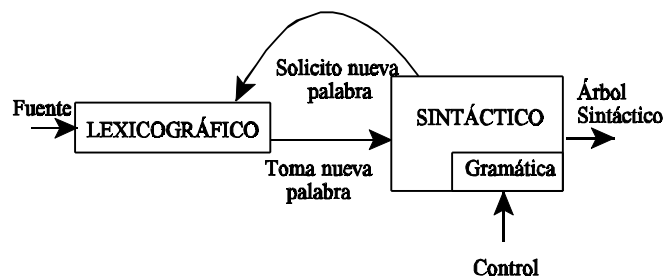 Solicito nueva
palabra
Fuente
LEXICOGRÁFICO
Toma nueva
palabra
SINTÁCTICO
Gramática
Árbol
Sintáctico
Control